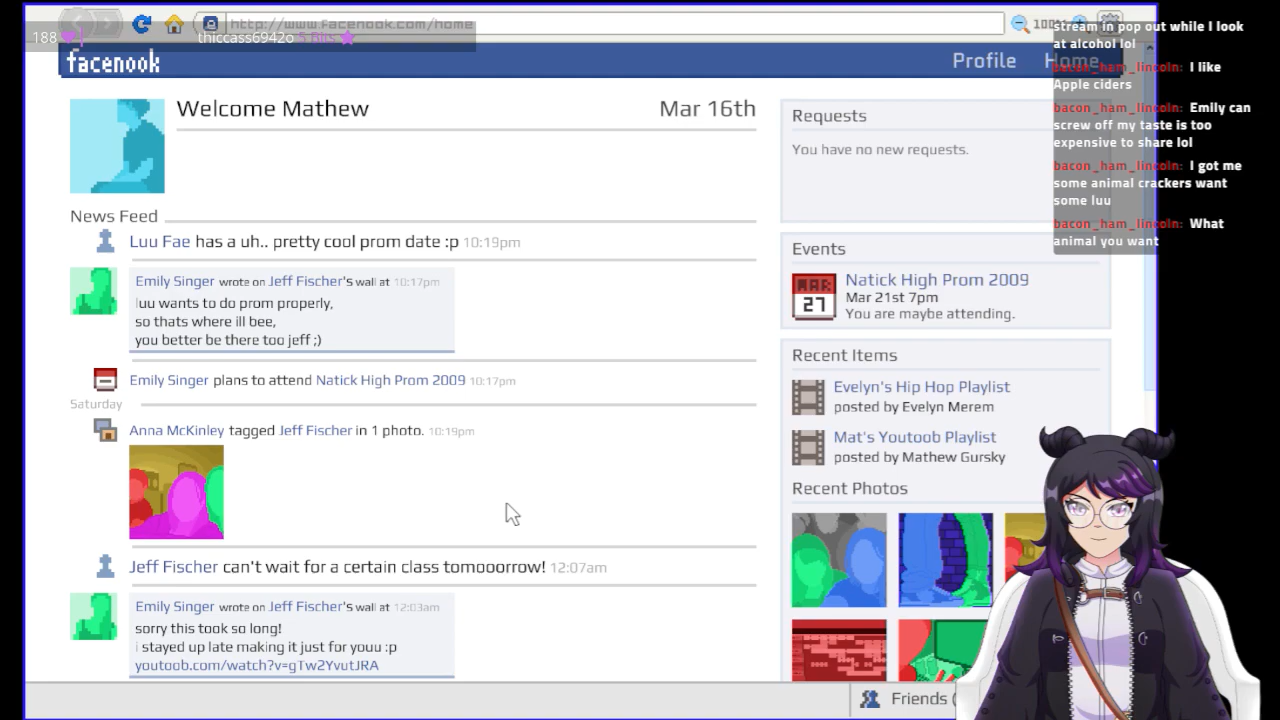 http://www.facenook.com/home
100%
188
thiccass6942o 5 Bits
facenook
Profile
Home
Welcome Mathew
Mar 16th
News Feed
Luu Fae has a uh.. pretty cool prom date :p 10:19pm
Emily Singer wrote on Jeff Fischer's wall at 10:17pm
luu wants to do prom properly,
so thats where ill bee,
you better be there too jeff ;)
Emily Singer plans to attend Natick High Prom 2009 10:17pm
Saturday
Anna McKinley tagged Jeff Fischer in 1 photo. 10:19pm
Jeff Fischer can't wait for a certain class tomooorrow! 12:07am
Emily Singer wrote on Jeff Fischer's wall at 12:03am
sorry this took so long!
i stayed up late making it just for youu :p
youtoob.com/watch?v=gTw2YvutJRA
Requests
You have no new requests.
Events
MAR
27
Natick High Prom 2009
Mar 21st 7pm
You are maybe attending.
Recent Items
Evelyn's Hip Hop Playlist
posted by Evelyn Merem
Mat's Youtoob Playlist
posted by Mathew Gursky
Recent Photos
Friends (
stream in pop out while I look
at alcohol lol
bacon_ham_lincoln: I like
Apple ciders
bacon_ham_lincoln: Emily can
screw off my taste is too
expensive to share lol
bacon_ham_lincoln: I got me
some animal crackers want
some luu
bacon_ham_lincoln: What
animal you want